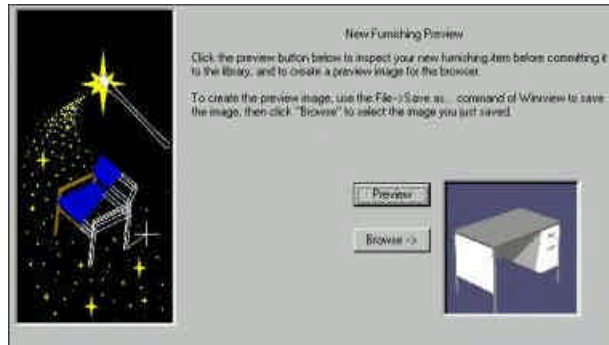 New Furnishing Preview
Click the preview button below to inspect your new furnishing item before committing it
to the library, and to create a preview image for the browser.
To create the preview image, use the File->Save as... command of Winview to save
the image, then click "Browse" to select the image you just saved.
Preview
Browse ->